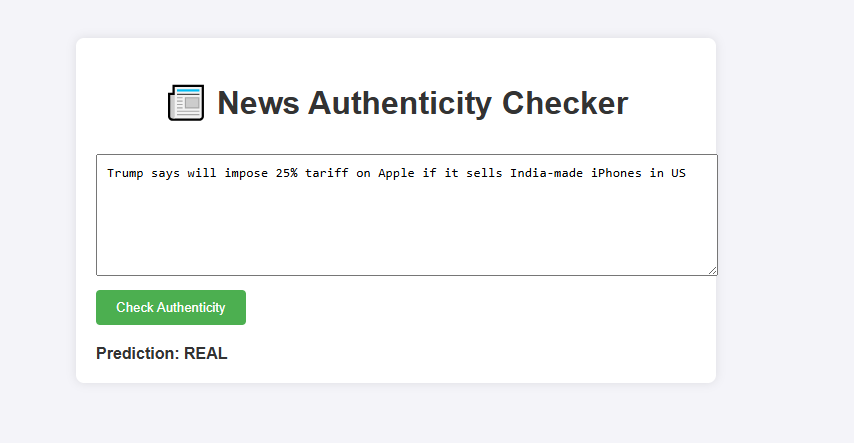 News Authenticity Checker
Trump says will impose 25% tariff on Apple if it sells India-made iPhones in US
Check Authenticity
Prediction: REAL